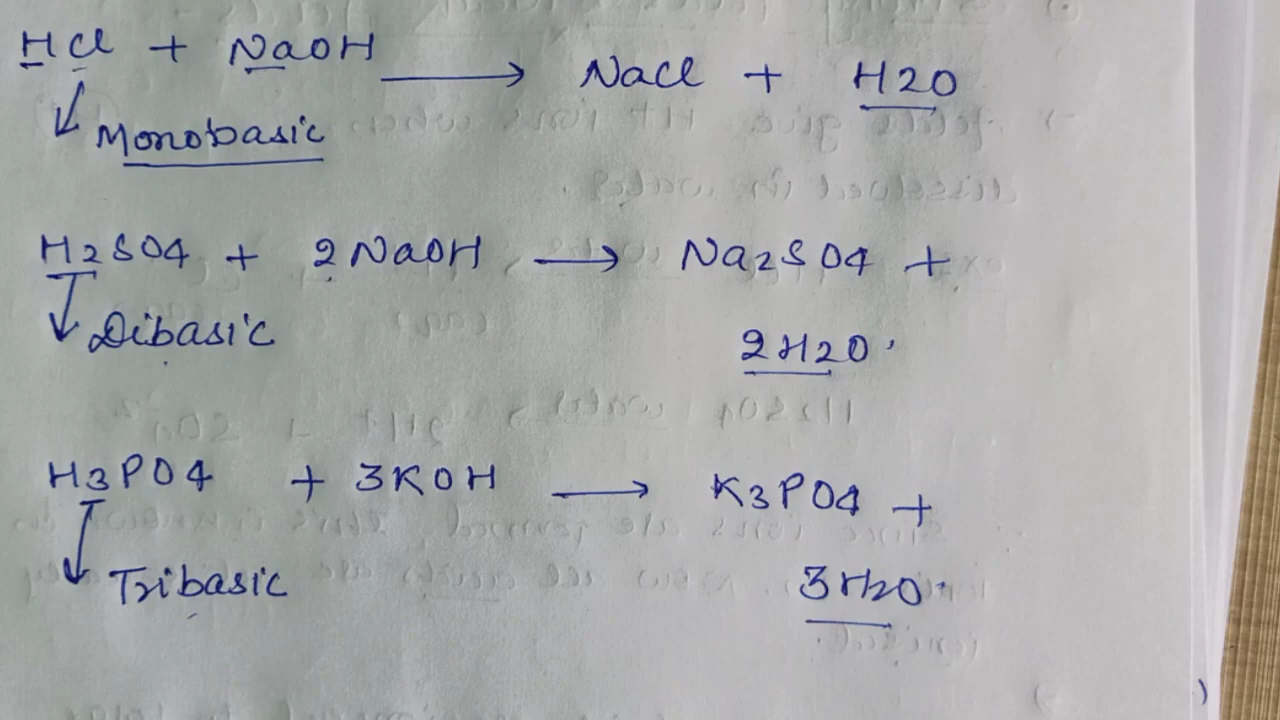 HCl + NaOH → NaCl + H2O
Monobasic
H2SO4 + 2NaOH → Na2SO4 +
2H2O.
Dibasic
H3PO4 + 3KOH → K3PO4 +
3H2O.
Tribasic